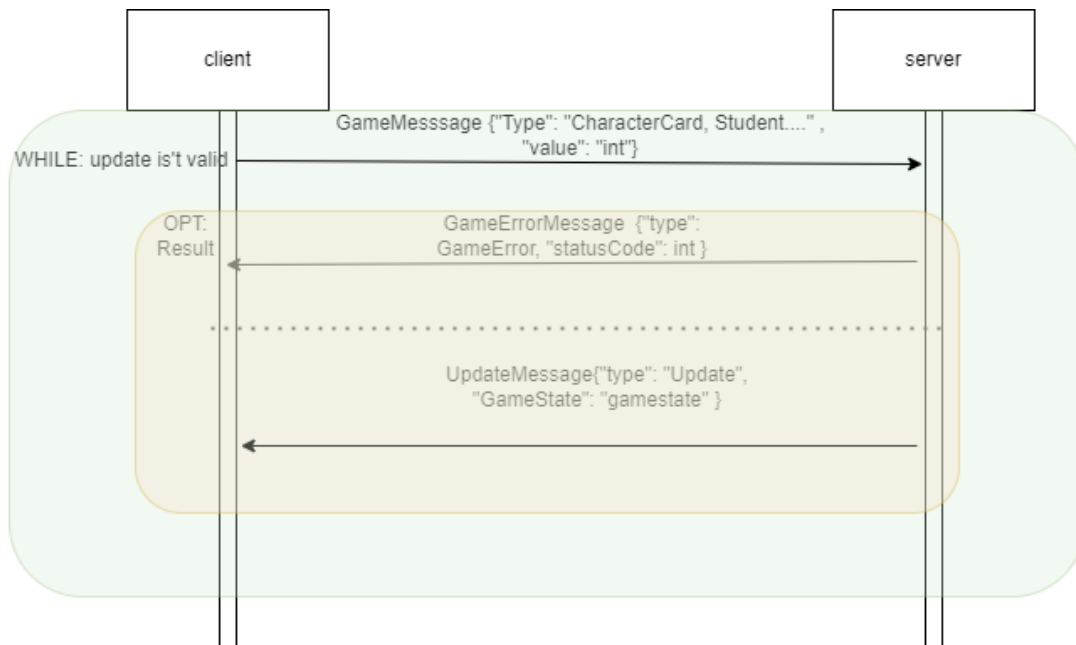 client
server
GameMesssage {"Type": "CharacterCard, Student...." ,
"value": "int"}
WHILE: update is't valid
OPT:
Result
GameErrorMessage {"type":
GameError, "statusCode": int }
UpdateMessage{"type": "Update",
"GameState": "gamestate" }